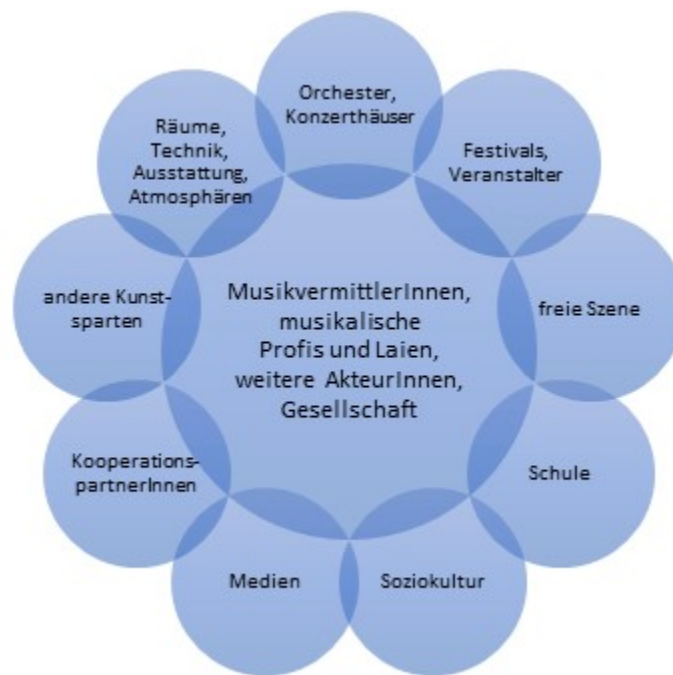 Orchester,
Konzerthäuser
Festivals,
Veranstalter
freie Szene
Schule
Soziokultur
Medien
Kooperations-
partnerInnen
andere Kunst-
sparten
Räume,
Technik,
Ausstattung,
Atmosphären
MusikvermittlerInnen,
musikalische
Profis und Laien,
weitere AkteurInnen,
Gesellschaft